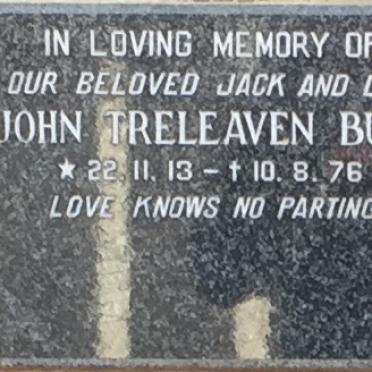 IN LOVING MEMORY OF
OUR BELOVED JACK AND
JOHN TRELEAVEN BU
★ 22. 11. 13 – † 10. 8. 76
LOVE KNOWS NO PARTING